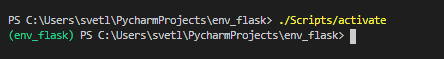 PS C:\Users\svetl\PycharmProjects\env_flask> ./Scripts/activate
(env_flask) PS C:\Users\svetl\PycharmProjects\env_flask>